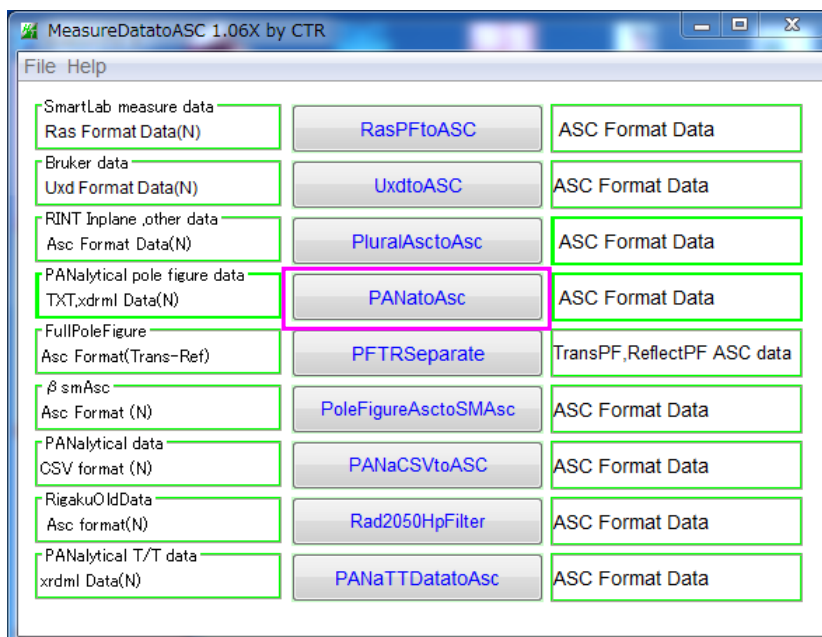 MeasureDatatoASC 1.06X by CTR
File Help
SmartLab measure data
Ras Format Data(N)
RasPFtoASC
ASC Format Data
Bruker data
Uxd Format Data(N)
UxdtoASC
ASC Format Data
RINT Inplane ,other data
Asc Format Data(N)
PluralAsctoAsc
ASC Format Data
PANalytical pole figure data
TXT,xdrml Data(N)
PANatoAsc
ASC Format Data
FullPoleFigure
Asc Format(Trans-Ref)
PFTRSeparate
TransPF,ReflectPF ASC data
βsmAsc
Asc Format (N)
PoleFigureAsctoSMAsc
ASC Format Data
PANalytical data
CSV format (N)
PANaCSVtoASC
ASC Format Data
RigakuOldData
Asc format(N)
Rad2050HpFilter
ASC Format Data
PANalytical T/T data
xrdml Data(N)
PANaTTDatatoAsc
ASC Format Data